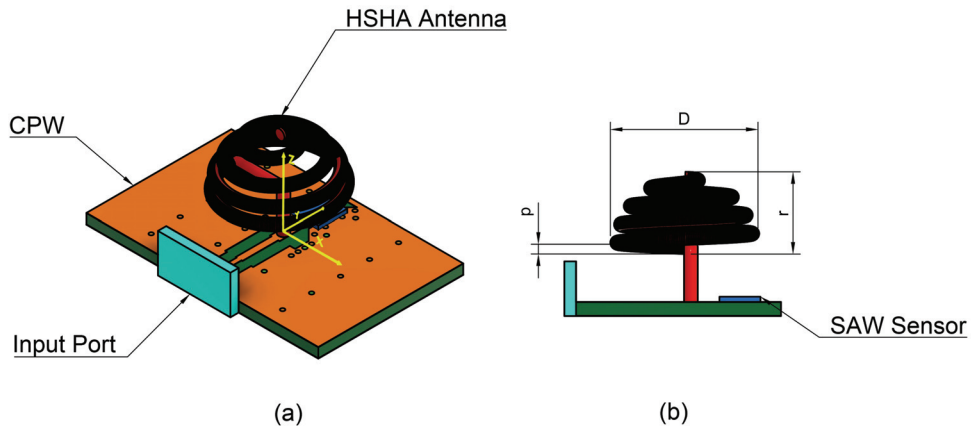 HSHA Antenna
CPW
Z
Y
X
Input Port
(a)
D
p
r
SAW Sensor
(b)